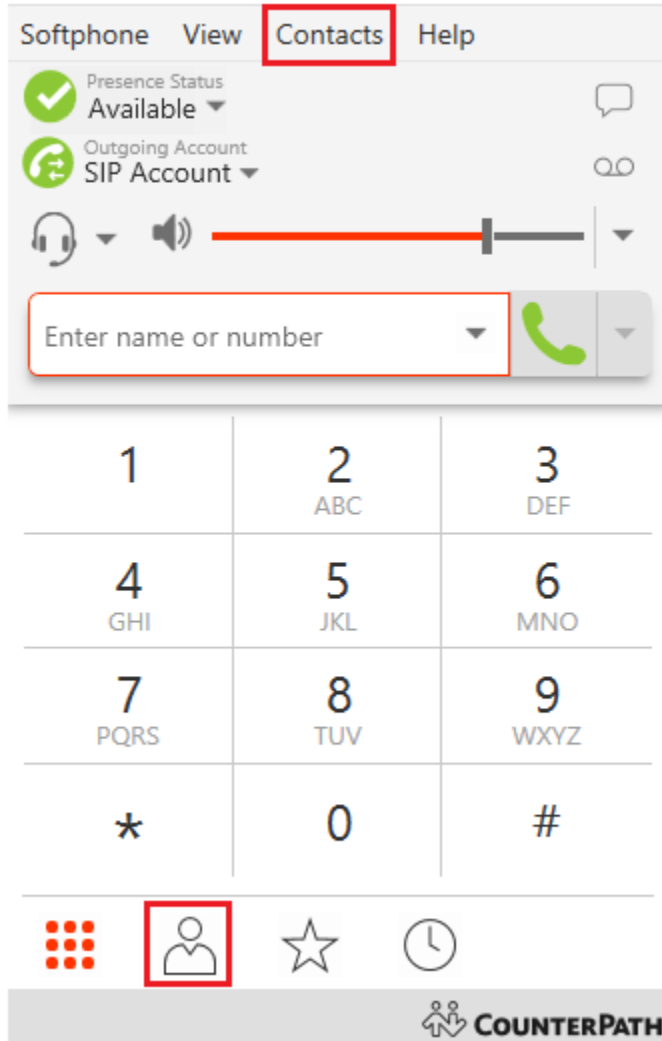 Softphone View Contacts Help
Presence Status
Available
Outgoing Account
SIP Account
Enter name or number
1 2 3
ABC DEF
4 5 6
GHI JKL MNO
7 8 9
PQRS TUV WXYZ
* 0 #
COUNTERPATH